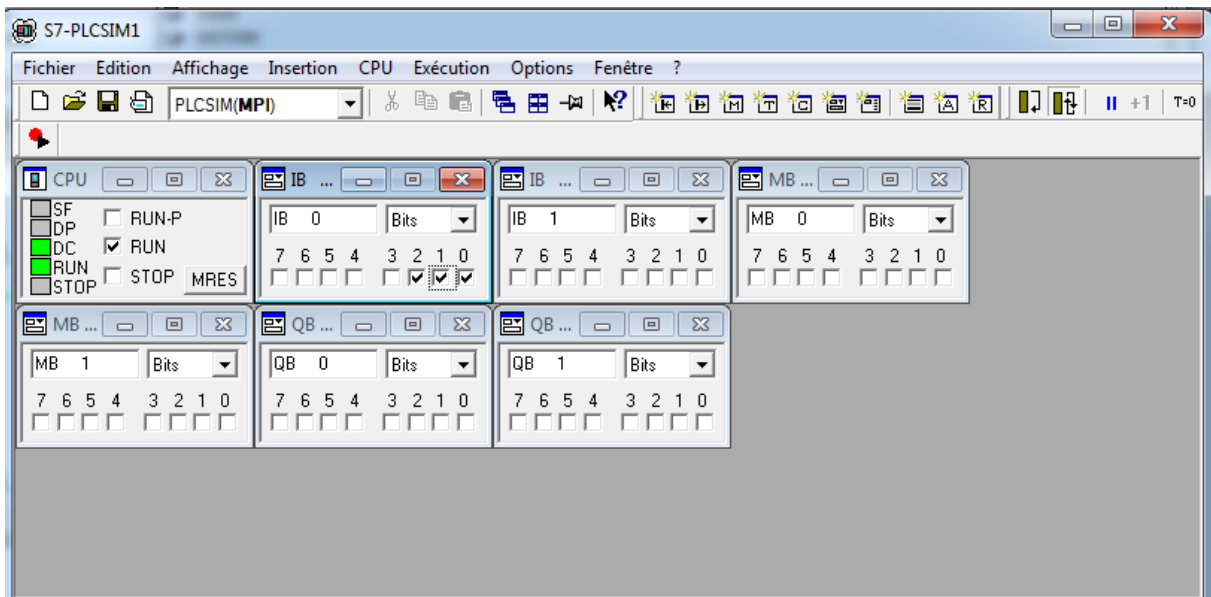 S7-PLCSIM1
Fichier Edition Affichage Insertion CPU Exécution Options Fenêtre ?
PLCSIM(MPI) +1 T=0
CPU
SF
DP
DC
RUN
STOP
RUN-P
RUN
STOP
MRES
IB ...
IB 0 Bits
7 6 5 4 3 2 1 0
IB ...
IB 1 Bits
7 6 5 4 3 2 1 0
MB ...
MB 0 Bits
7 6 5 4 3 2 1 0
MB ...
MB 1 Bits
7 6 5 4 3 2 1 0
QB ...
QB 0 Bits
7 6 5 4 3 2 1 0
QB ...
QB 1 Bits
7 6 5 4 3 2 1 0